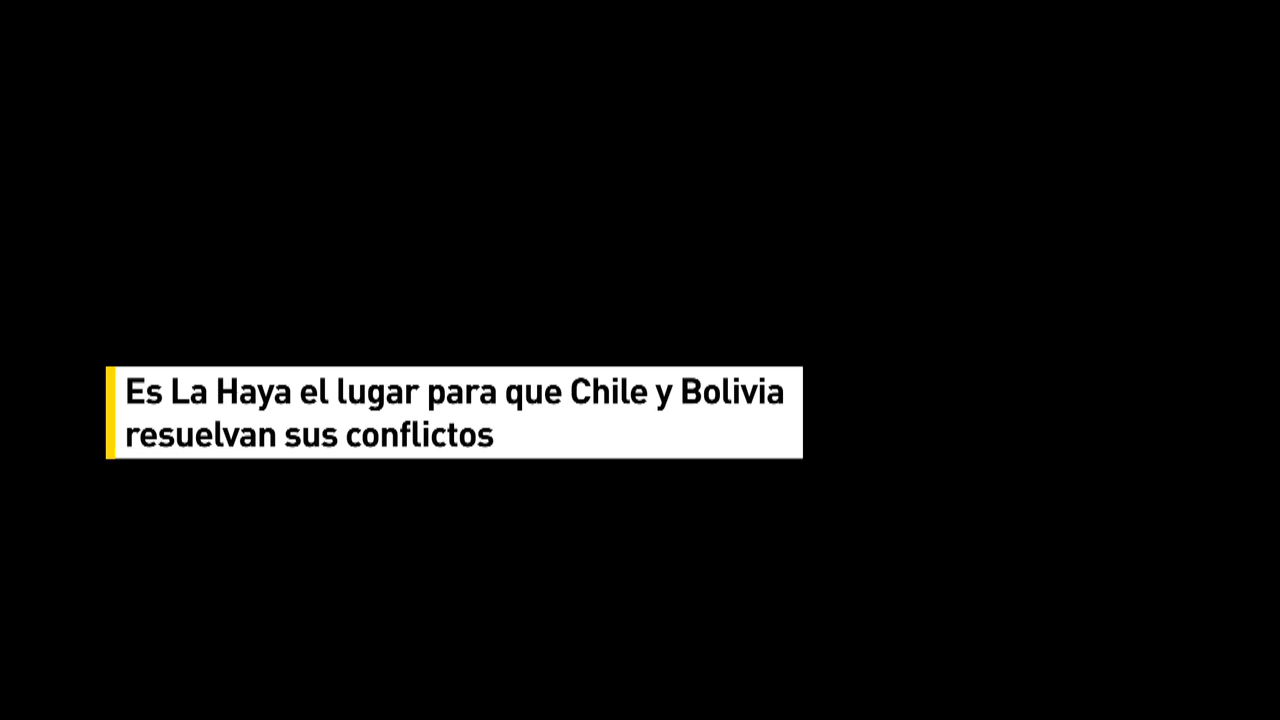 Es La Haya el lugar para que Chile y Bolivia
resuelvan sus conflictos